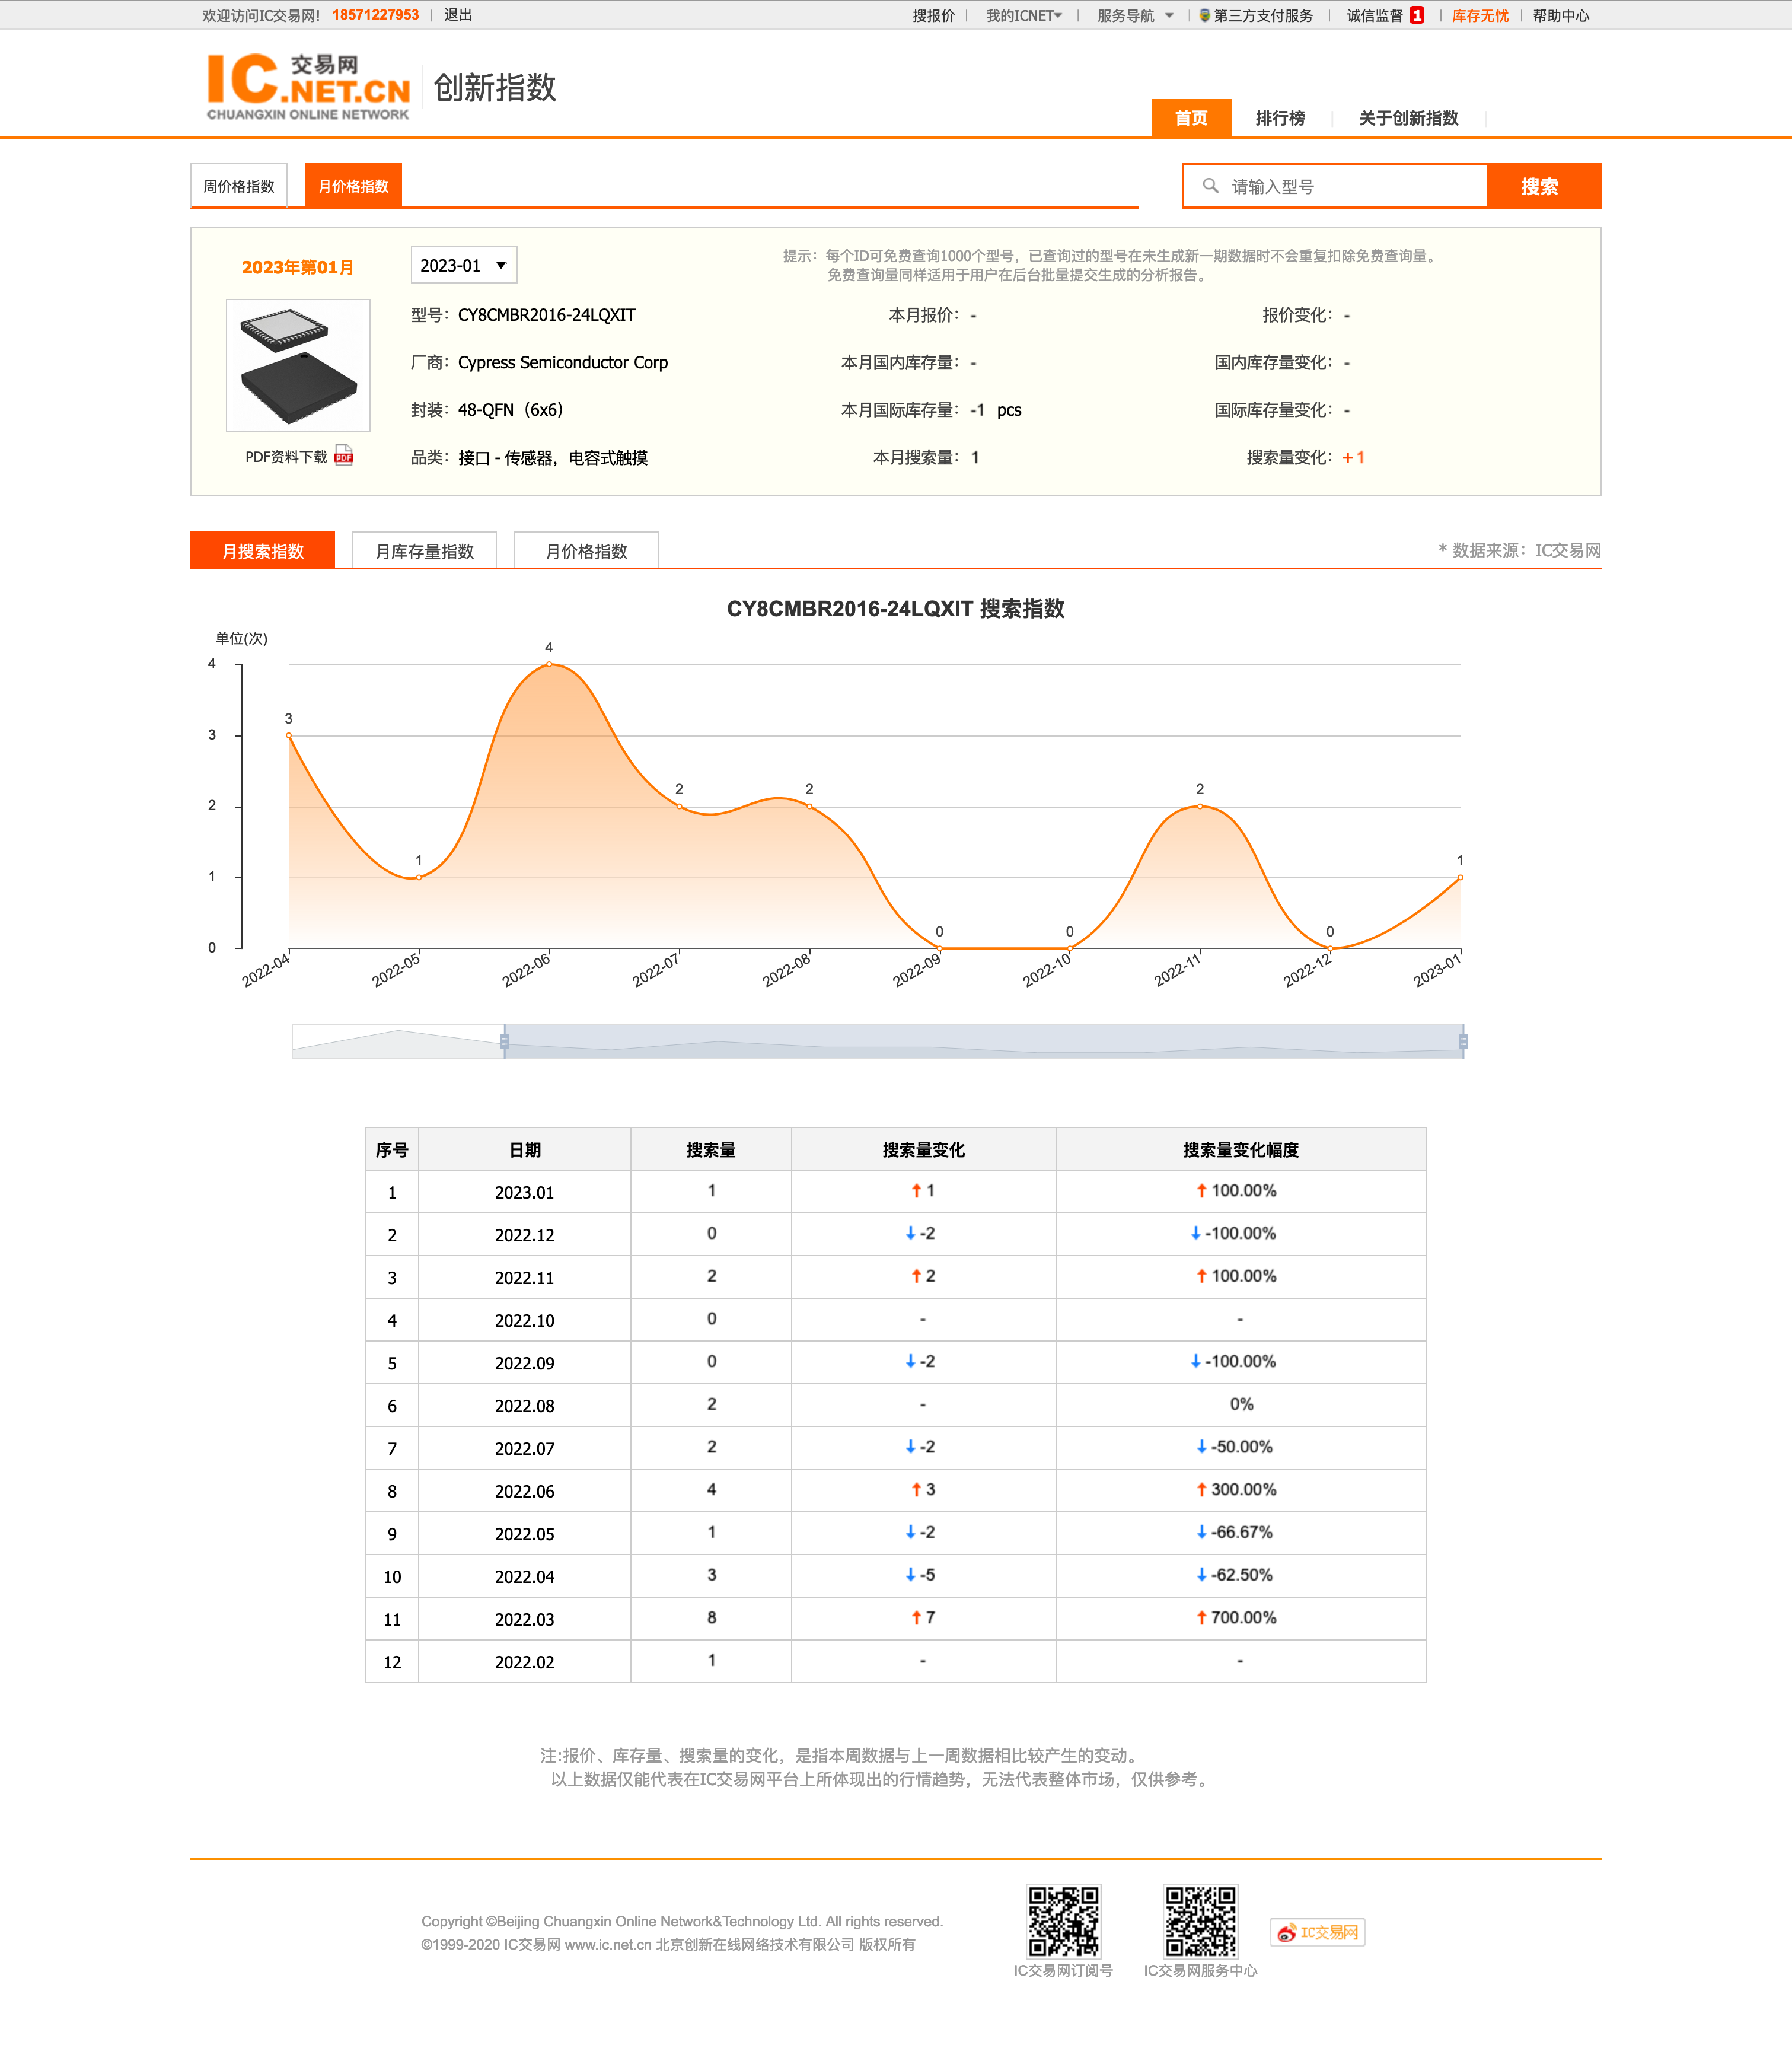 欢迎访问IC交易网! 18571227953 | 退出
搜报价 | 我的ICNET | 服务导航 | 第三方支付服务 | 诚信监督 1 | 库存无忧 | 帮助中心
IC 交易网
.NET.CN
CHUANGXIN ONLINE NETWORK
创新指数
首页 排行榜 关于创新指数
周价格指数 月价格指数
请输入型号 搜索
2023年第01月 2023-01
提示：每个ID可免费查询1000个型号，已查询过的型号在未生成新一期数据时不会重复扣除免费查询量。
免费查询量同样适用于用户在后台批量提交生成的分析报告。
型号：CY8CMBR2016-24LQXIT 本月报价：- 报价变化：-
厂商：Cypress Semiconductor Corp 本月国内库存量：- 国内库存量变化：-
封装：48-QFN（6x6） 本月国际库存量：-1 pcs 国际库存量变化：-
PDF资料下载 PDF
品类：接口 - 传感器，电容式触摸 本月搜索量：1 搜索量变化：+1
月搜索指数 月库存量指数 月价格指数 * 数据来源：IC交易网
CY8CMBR2016-24LQXIT 搜索指数
单位(次)
4
3
2
1
0
3 1 4 2 2 0 0 2 0 1
2022-04 2022-05 2022-06 2022-07 2022-08 2022-09 2022-10 2022-11 2022-12 2023-01
序号 日期 搜索量 搜索量变化 搜索量变化幅度
1 2023.01 1 ↑ 1 ↑ 100.00%
2 2022.12 0 ↓ -2 ↓ -100.00%
3 2022.11 2 ↑ 2 ↑ 100.00%
4 2022.10 0 - -
5 2022.09 0 ↓ -2 ↓ -100.00%
6 2022.08 2 - 0%
7 2022.07 2 ↓ -2 ↓ -50.00%
8 2022.06 4 ↑ 3 ↑ 300.00%
9 2022.05 1 ↓ -2 ↓ -66.67%
10 2022.04 3 ↓ -5 ↓ -62.50%
11 2022.03 8 ↑ 7 ↑ 700.00%
12 2022.02 1 - -
注:报价、库存量、搜索量的变化，是指本周数据与上一周数据相比较产生的变动。
以上数据仅能代表在IC交易网平台上所体现出的行情趋势，无法代表整体市场，仅供参考。
Copyright ©Beijing Chuangxin Online Network&Technology Ltd. All rights reserved.
©1999-2020 IC交易网 www.ic.net.cn 北京创新在线网络技术有限公司 版权所有
IC交易网订阅号 IC交易网服务中心
IC交易网